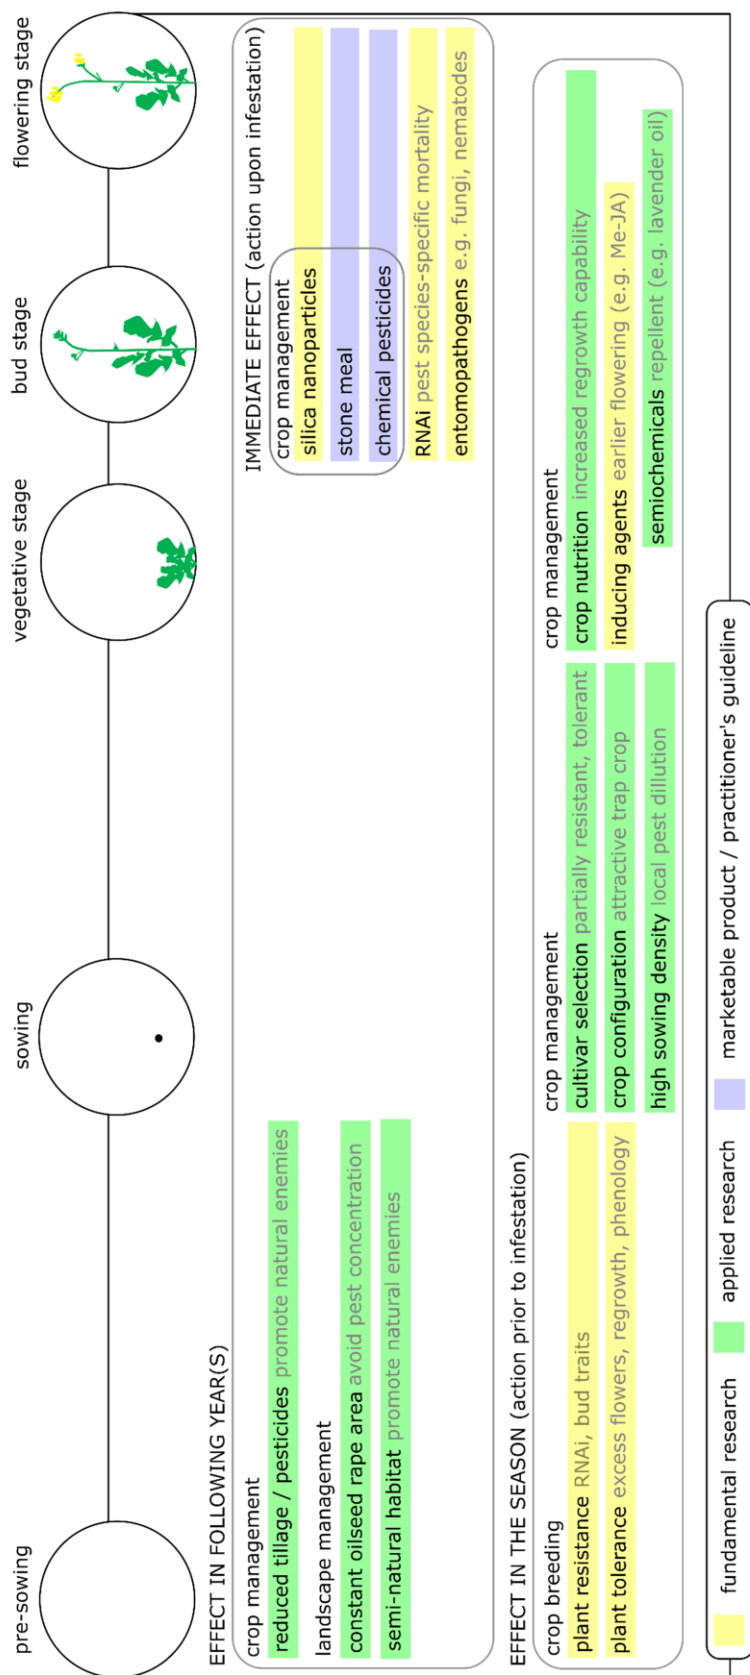 pre-sowing
sowing
vegetative stage
bud stage
flowering stage
EFFECT IN FOLLOWING YEAR(S)
crop management
reduced tillage / pesticides promote natural enemies
landscape management
constant oilseed rape area avoid pest concentration
semi-natural habitat promote natural enemies
IMMEDIATE EFFECT (action upon infestation)
crop management
silica nanoparticles
stone meal
chemical pesticides
RNAi pest species-specific mortality
entomopathogens e.g. fungi, nematodes
EFFECT IN THE SEASON (action prior to infestation)
crop breeding
plant resistance RNAi, bud traits
plant tolerance excess flowers, regrowth, phenology
crop management
cultivar selection partially resistant, tolerant
crop configuration attractive trap crop
high sowing density local pest dillution
crop management
crop nutrition increased regrowth capability
inducing agents earlier flowering (e.g. Me-JA)
semiochemicals repellent (e.g. lavender oil)
fundamental research
applied research
marketable product / practitioner's guideline